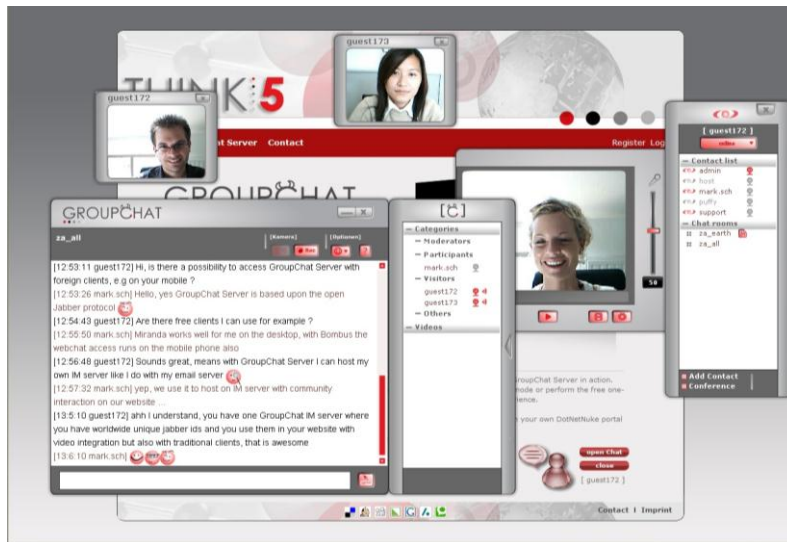 guest173
THINK:5
guest172
t Server Contact
Register Log
GROUPCHAT
[ guest172 ]
online
Contact list
admin
host
mark.sch
puffy
support
Chat rooms
za_earth
za_all
Add Contact
Conference
GROUPCHAT
za_all
[Kamera]
[Optionen]
[12:53:11 guest172] Hi, is there a possibility to access GroupChat Server with
foreign clients, e.g on your mobile ?
[12:53:26 mark.sch] Hello, yes GroupChat Server is based upon the open
Jabber protocol
[12:54:43 guest172] Are there free clients I can use for example ?
[12:55:50 mark.sch] Miranda works well for me on the desktop, with Bombus the
webchat access runs on the mobile phone also
[12:56:48 guest172] Sounds great, means with GroupChat Server I can host my
own IM server like I do with my email server
[12:57:32 mark.sch] yep, we use it to host on IM server with community
interaction on our website ...
[13:5:10 guest172] ahh I understand, you have one GroupChat IM server where
you have worldwide unique jabber ids and you use them in your website with
video integration but also with traditional clients, that is awesome
[13:6:10 mark.sch]
[C]
Categories
Moderators
Participants
mark.sch
Visitors
guest172
guest173
Others
Videos
50
GroupChat Server in action.
mode or perform the free one-
ience.
your own DotNetNuke portal
open Chat
close
[ guest172 ]
Contact | Imprint